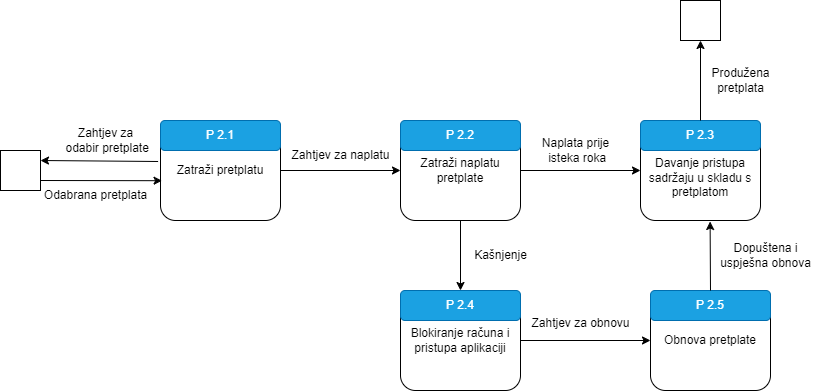 Produžena
pretplata
P 2.1
P 2.2
P 2.3
Zahtjev za
odabir pretplate
Odabrana pretplata
Zatraži pretplatu
Zahtjev za naplatu
Zatraži naplatu
pretplate
Naplata prije
isteka roka
Davanje pristupa
sadržaju u skladu s
pretplatom
Kašnjenje
Dopuštena i
uspješna obnova
P 2.4
P 2.5
Blokiranje računa i
pristupa aplikaciji
Zahtjev za obnovu
Obnova pretplate